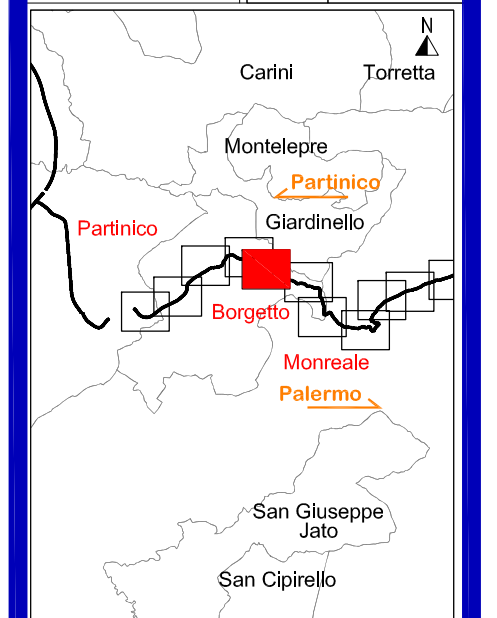 N
Carini
Torretta
Montelepre
Partinico
Giardinello
Partinico
Borgetto
Monreale
Palermo
San Giuseppe
Jato
San Cipirello